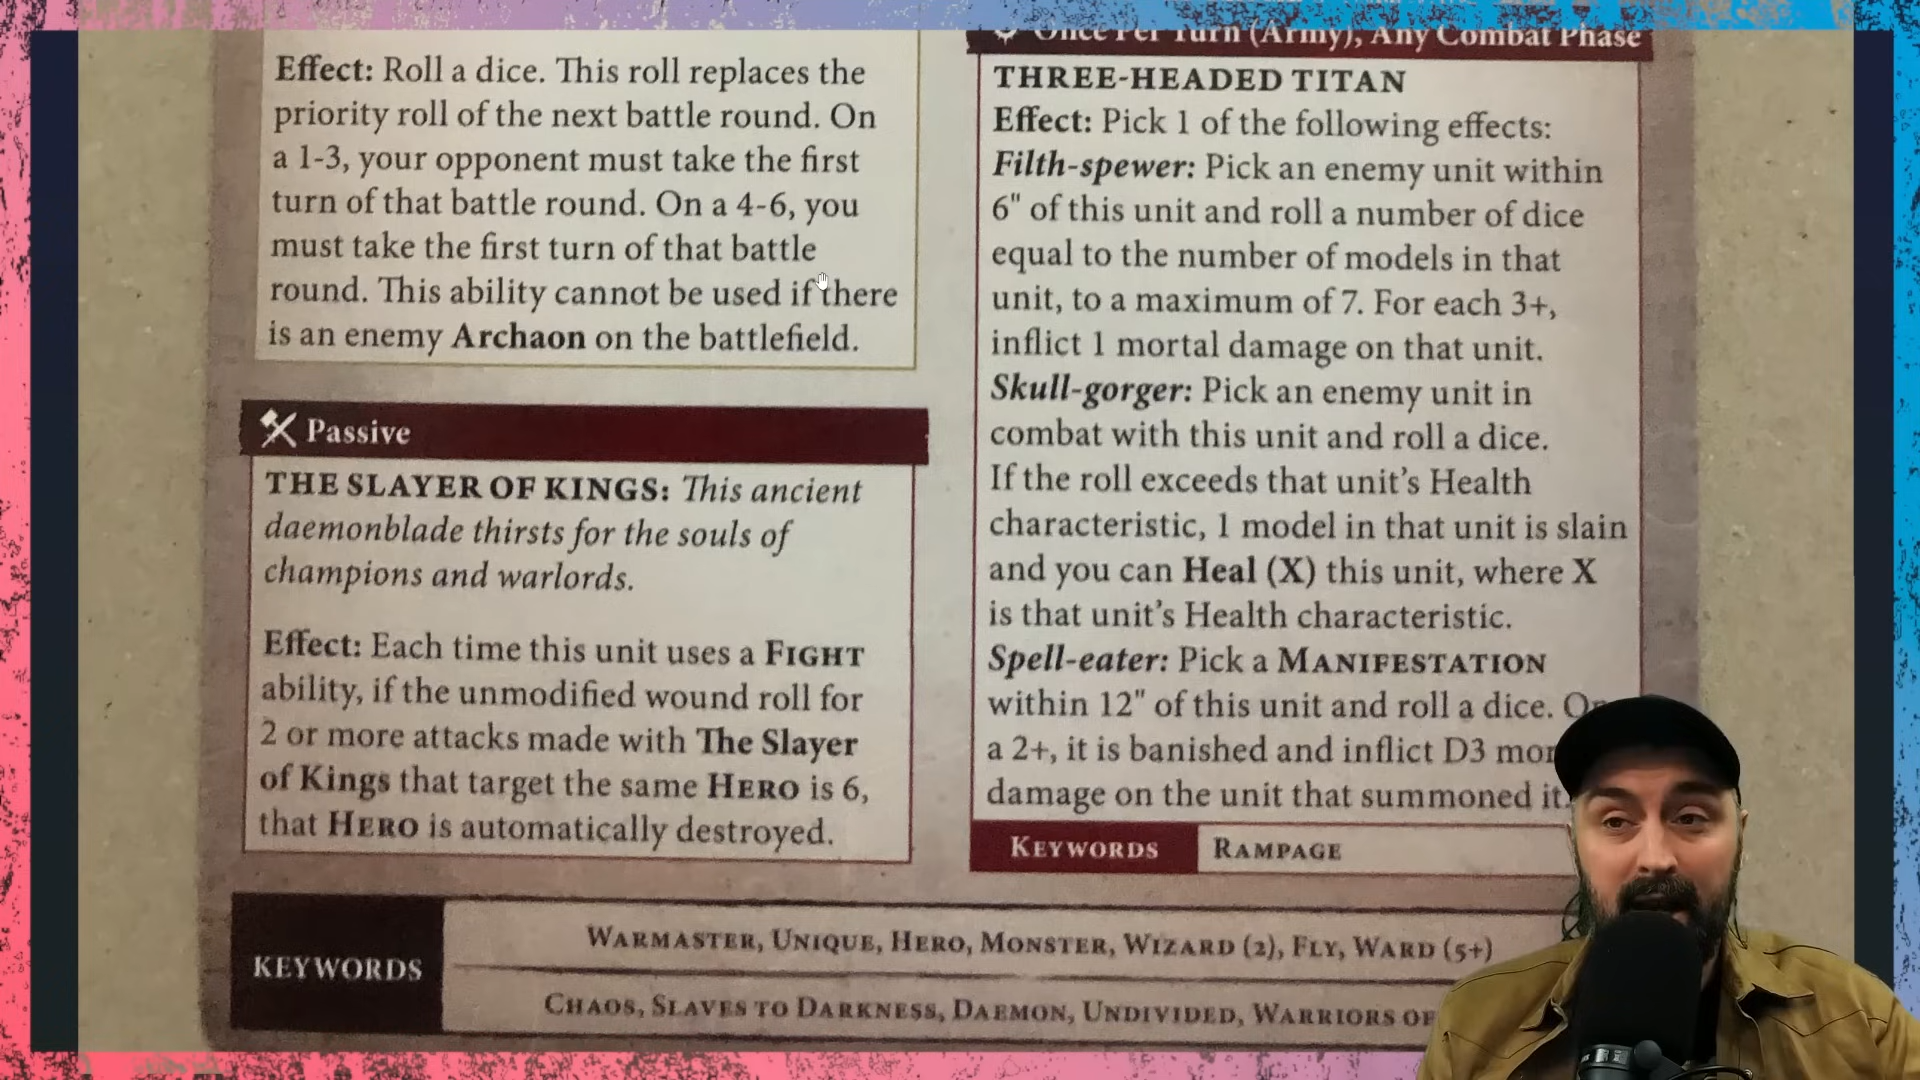 Effect: Roll a dice. This roll replaces the
priority roll of the next battle round. On
a 1-3, your opponent must take the first
turn of that battle round. On a 4-6, you
must take the first turn of that battle
round. This ability cannot be used if there
is an enemy Archaon on the battlefield.
Passive
THE SLAYER OF KINGS: This ancient
daemonblade thirsts for the souls of
champions and warlords.
Effect: Each time this unit uses a FIGHT
ability, if the unmodified wound roll for
2 or more attacks made with The Slayer
of Kings that target the same HERO is 6,
that HERO is automatically destroyed.
Once Per Turn (Army), Any Combat Phase
THREE-HEADED TITAN
Effect: Pick 1 of the following effects:
Filth-spewer: Pick an enemy unit within
6" of this unit and roll a number of dice
equal to the number of models in that
unit, to a maximum of 7. For each 3+,
inflict 1 mortal damage on that unit.
Skull-gorger: Pick an enemy unit in
combat with this unit and roll a dice.
If the roll exceeds that unit's Health
characteristic, 1 model in that unit is slain
and you can Heal (X) this unit, where X
is that unit's Health characteristic.
Spell-eater: Pick a MANIFESTATION
within 12" of this unit and roll a dice.
a 2+, it is banished and inflict D3
damage on the unit that summoned it.
KEYWORDS RAMPAGE
KEYWORDS
WARMASTER, UNIQUE, HERO, MONSTER, WIZARD (2), FLY, WARD (5+)
CHAOS, SLAVES TO DARKNESS, DAEMON, UNDIVIDED, WARRIORS OF